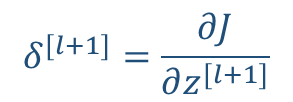 δ^{[l+1]} = ∂J / ∂z^{[l+1]}